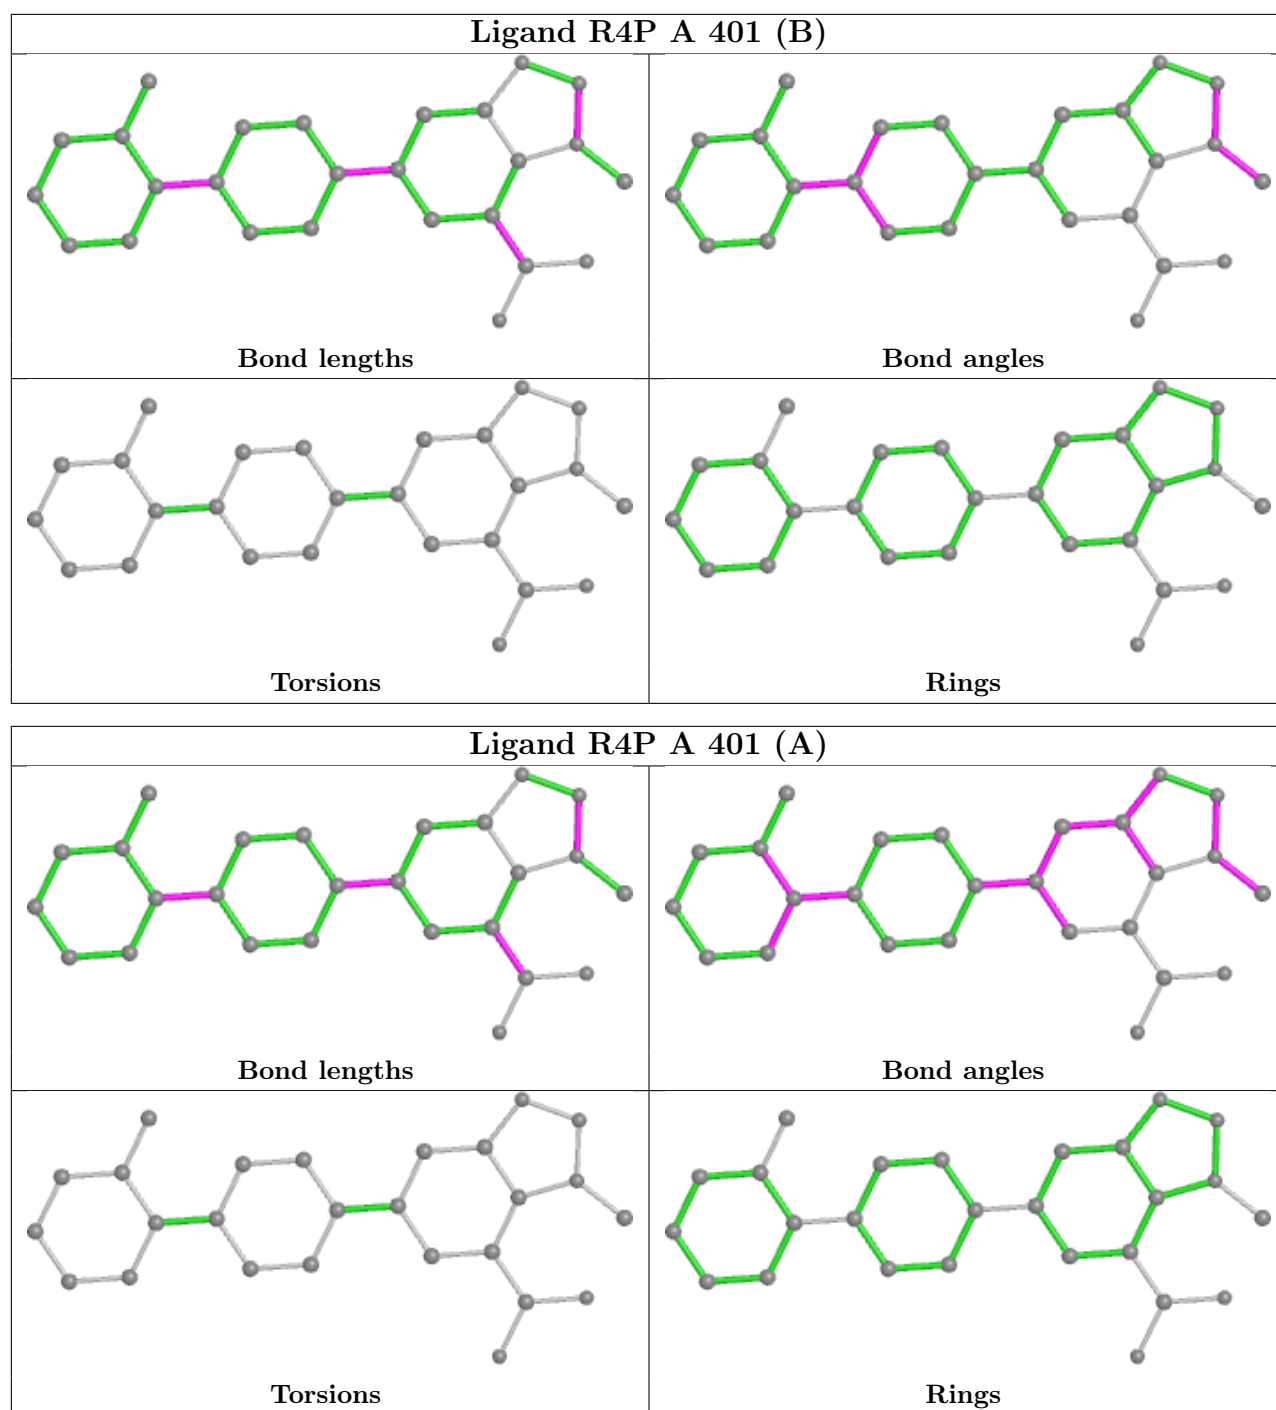 Ligand R4P A 401 (B)
Bond lengths
Bond angles
Torsions
Rings
Ligand R4P A 401 (A)
Bond lengths
Bond angles
Torsions
Rings